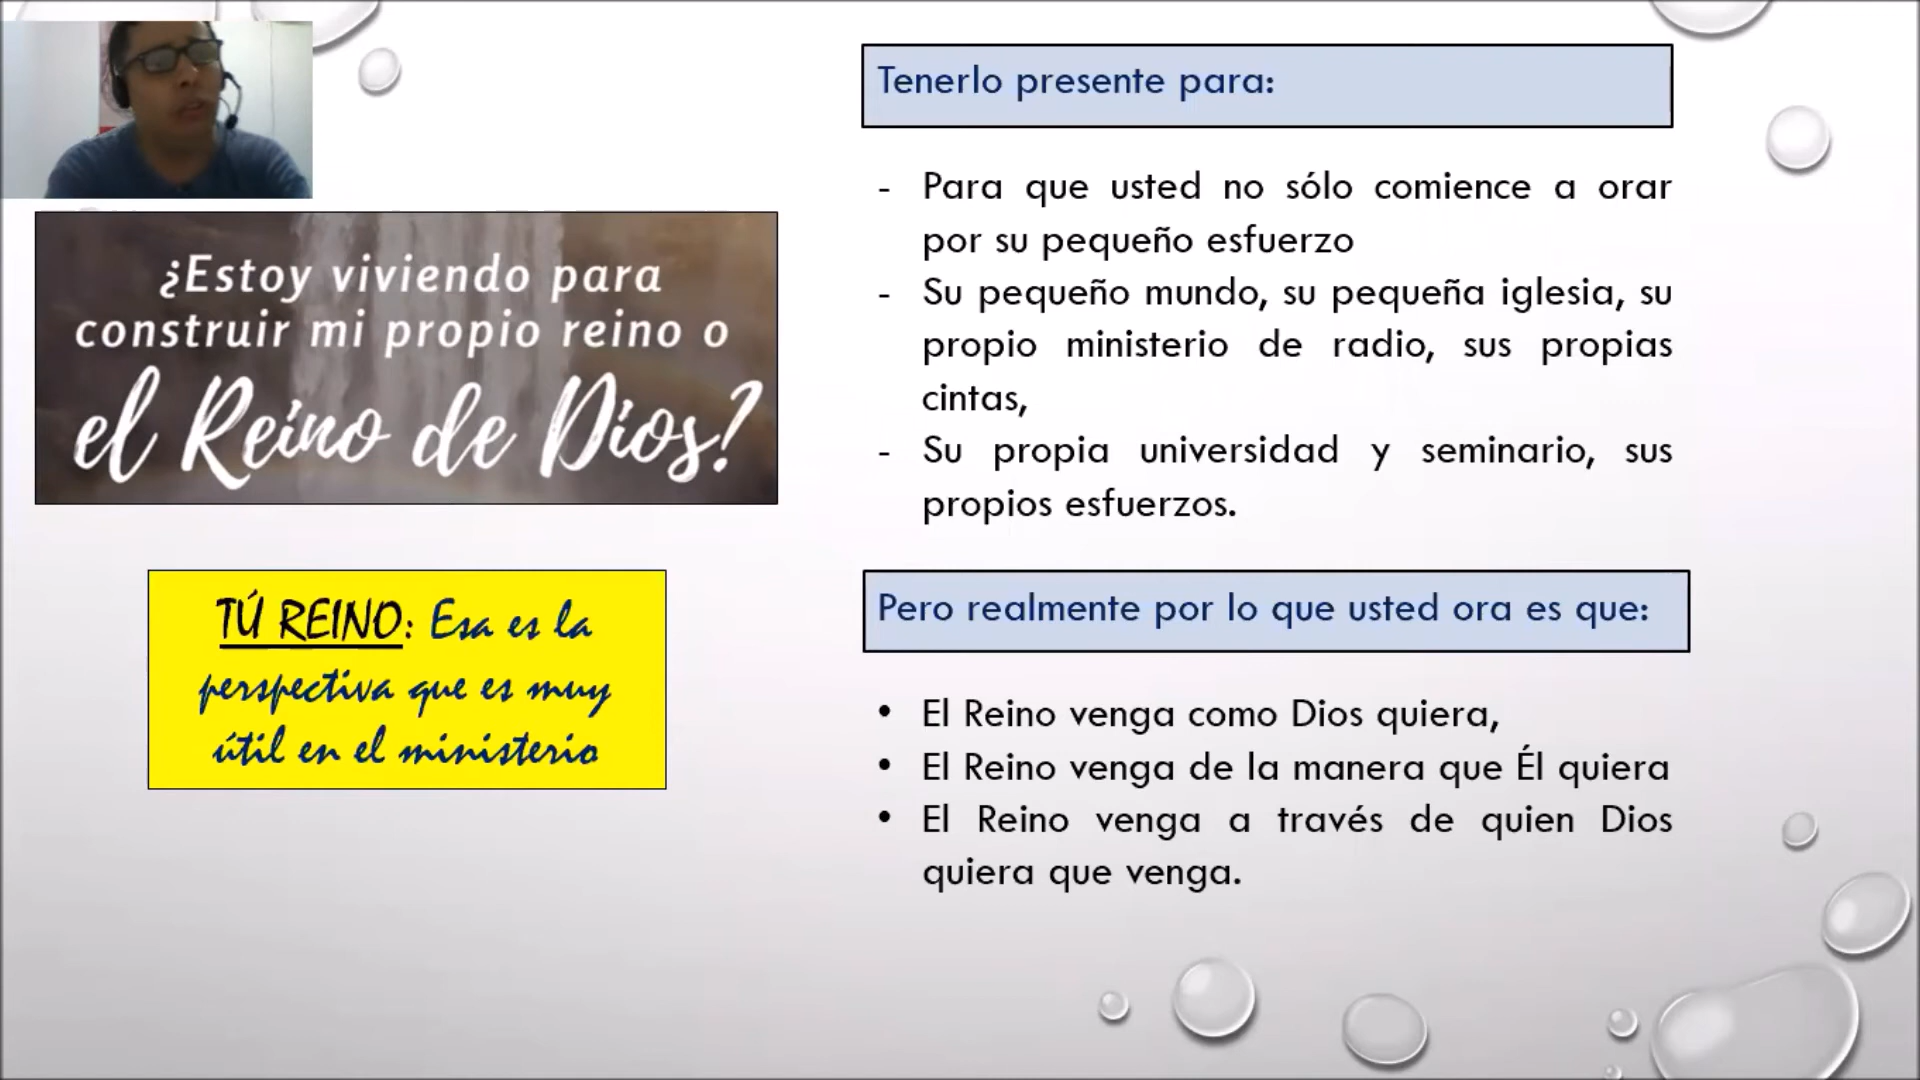 ¿Estoy viviendo para
construir mi propio reino o
el Reino de Dios?
TÚ REINO: Esa es la
perspectiva que es muy
útil en el ministerio
Tenerlo presente para:
- Para que usted no sólo comience a orar
por su pequeño esfuerzo
- Su pequeño mundo, su pequeña iglesia, su
propio ministerio de radio, sus propias
cintas,
- Su propia universidad y seminario, sus
propios esfuerzos.
Pero realmente por lo que usted ora es que:
• El Reino venga como Dios quiera,
• El Reino venga de la manera que Él quiera
• El Reino venga a través de quien Dios
quiera que venga.